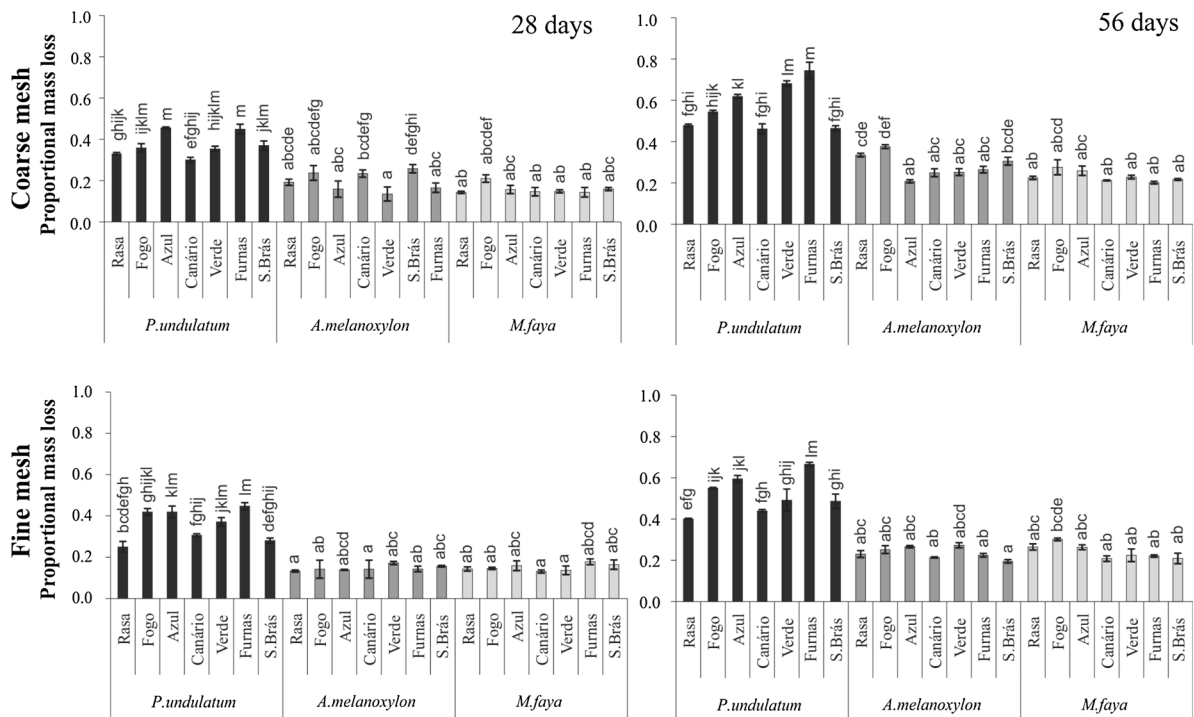 28 days
Coarse mesh
Proportional mass loss
1.0
0.8
0.6
0.4
0.2
0.0
ghijk ijklm m efghij hijklm m jklm abcde abcdefg abc bcdefg a defghi abc ab abcdef abc ab ab ab abc
Rasa Fogo Azul Canário Verde Furnas S.Brás Rasa Fogo Azul Canário Verde S.Brás Furnas Rasa Fogo Azul Canário Verde Furnas S.Brás
P.undulatum A.melanoxylon M.faya
56 days
1.0
0.8
0.6
0.4
0.2
0.0
fghi hijk kl fghi lm m fghi cde def ab abc abc abc bcde ab abcd abc ab ab ab ab
Rasa Fogo Azul Canário Verde Furnas S.Brás Rasa Fogo Azul Canário Verde Furnas S.Brás Rasa Fogo Azul Canário Verde Furnas S.Brás
P.undulatum A.melanoxylon M.faya
Fine mesh
Proportional mass loss
1.0
0.8
0.6
0.4
0.2
0.0
bcdefgh ghijkl klm fghij jklm lm defghij a ab abcd a abc ab abc ab ab abc a a abcd abc
Rasa Fogo Azul Canário Verde Furnas S.Brás Rasa Fogo Azul Canário Verde Furnas S.Brás Rasa Fogo Azul Canário Verde Furnas S.Brás
P.undulatum A.melanoxylon M.faya
1.0
0.8
0.6
0.4
0.2
0.0
efg ijk jkl fgh ghij lm ghi ab abc abc ab abcd ab a abc bcde abc ab ab ab ab
Rasa Fogo Azul Canário Verde Furnas S.Brás Rasa Fogo Azul Canário Verde Furnas S.Brás Rasa Fogo Azul Canário Verde Furnas S.Brás
P.undulatum A.melanoxylon M.faya